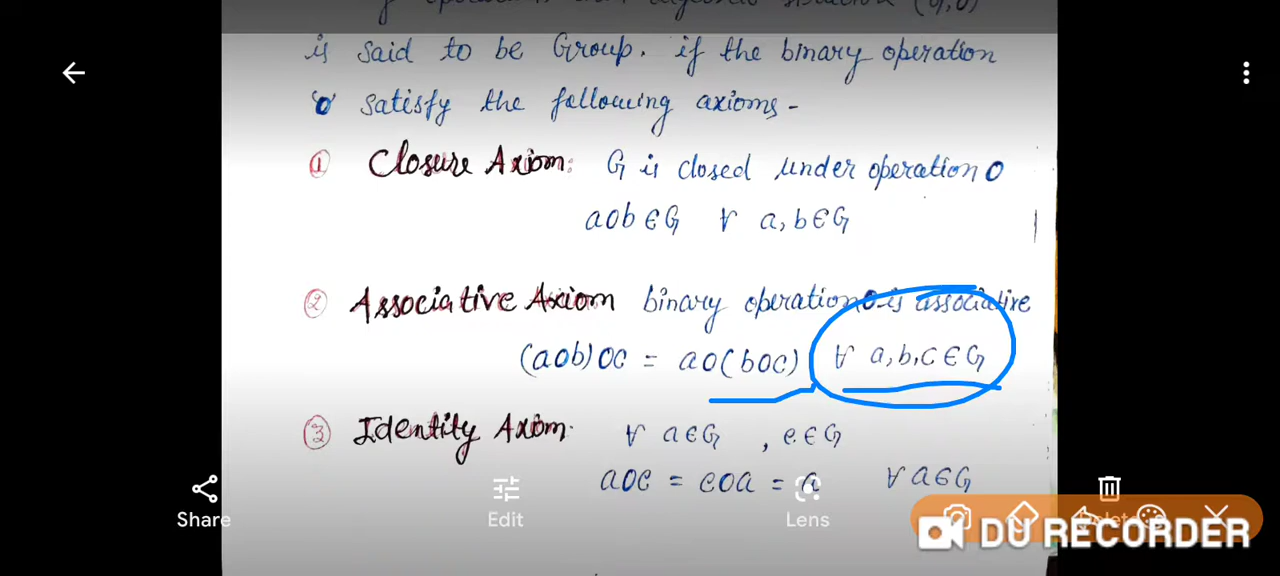 is said to be Group. if the binary operation
'o' satisfy the following axioms -
① Closure Axiom: G is closed under operation o
aob ∈ G ∀ a, b ∈ G
② Associative Axiom binary operation o is associative
(aob)oc = ao(boc) ∀ a, b, c ∈ G
③ Identity Axiom. ∀ a ∈ G , e ∈ G
aoe = eoa = a ∀ a ∈ G
Share
Edit
Lens
Delete
DU RECORDER